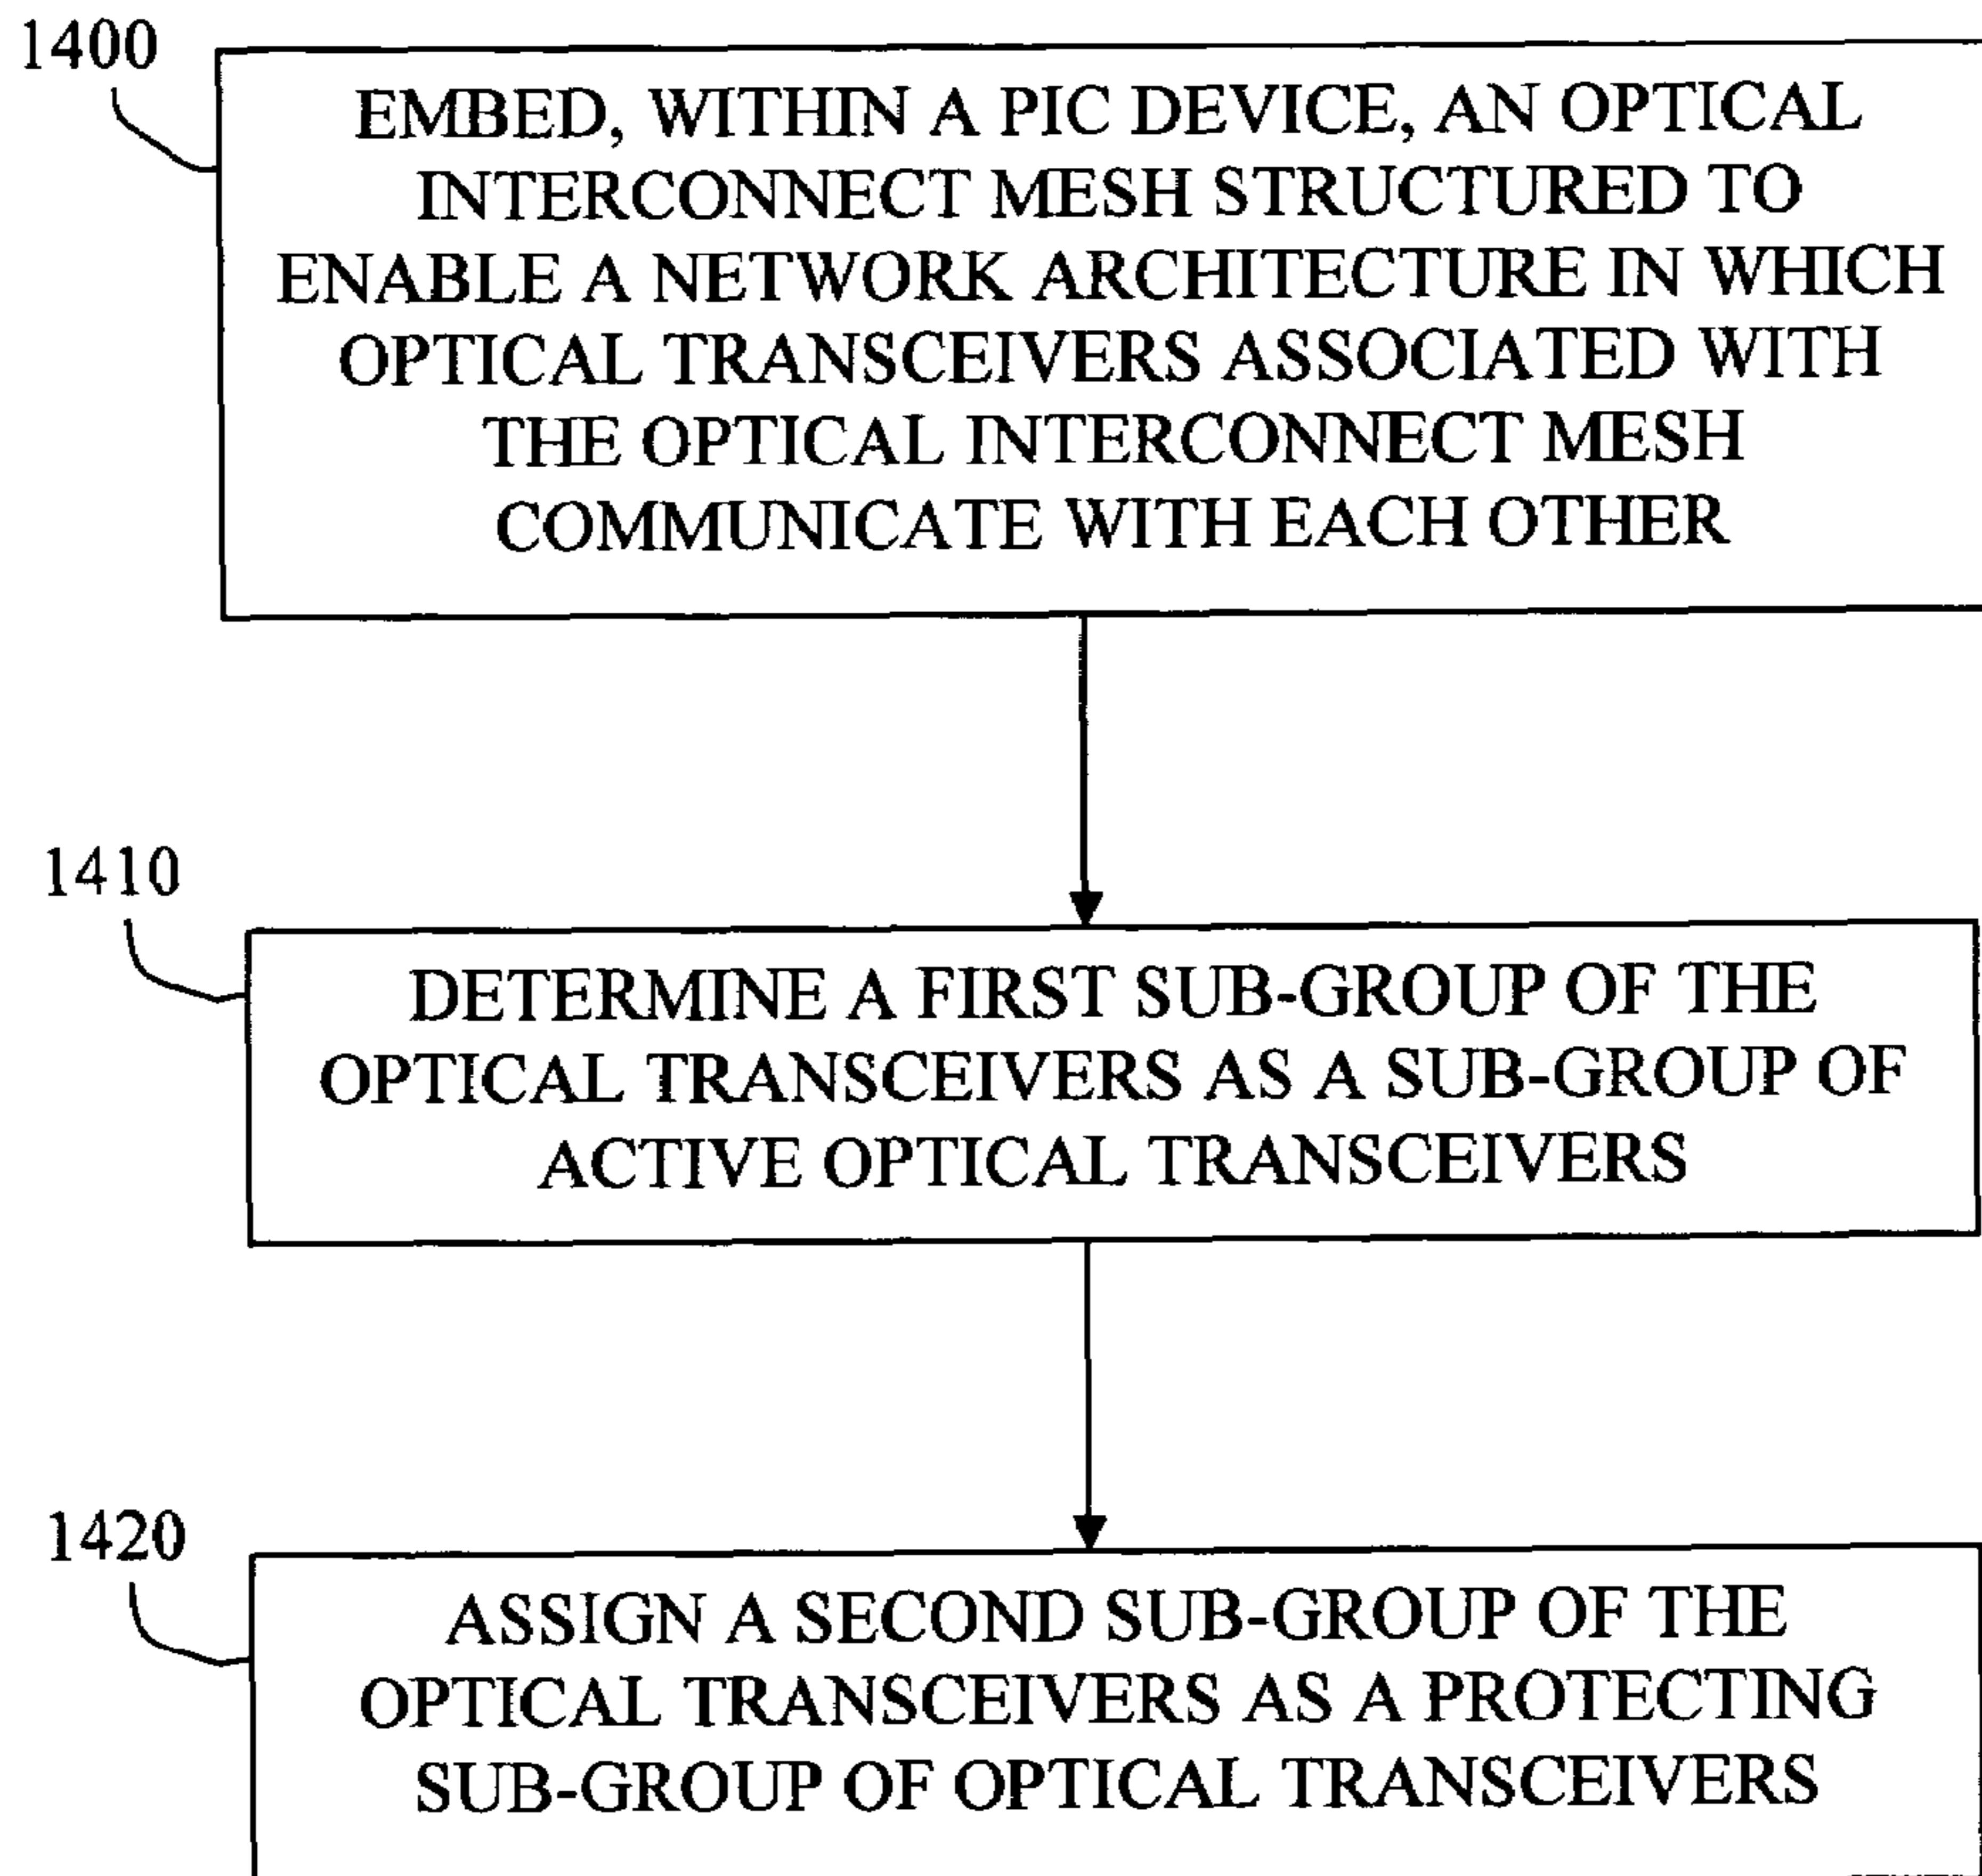 1400
EMBED, WITHIN A PIC DEVICE, AN OPTICAL
INTERCONNECT MESH STRUCTURED TO
ENABLE A NETWORK ARCHITECTURE IN WHICH
OPTICAL TRANSCEIVERS ASSOCIATED WITH
THE OPTICAL INTERCONNECT MESH
COMMUNICATE WITH EACH OTHER
1410
DETERMINE A FIRST SUB-GROUP OF THE
OPTICAL TRANSCEIVERS AS A SUB-GROUP OF
ACTIVE OPTICAL TRANSCEIVERS
1420
ASSIGN A SECOND SUB-GROUP OF THE
OPTICAL TRANSCEIVERS AS A PROTECTING
SUB-GROUP OF OPTICAL TRANSCEIVERS